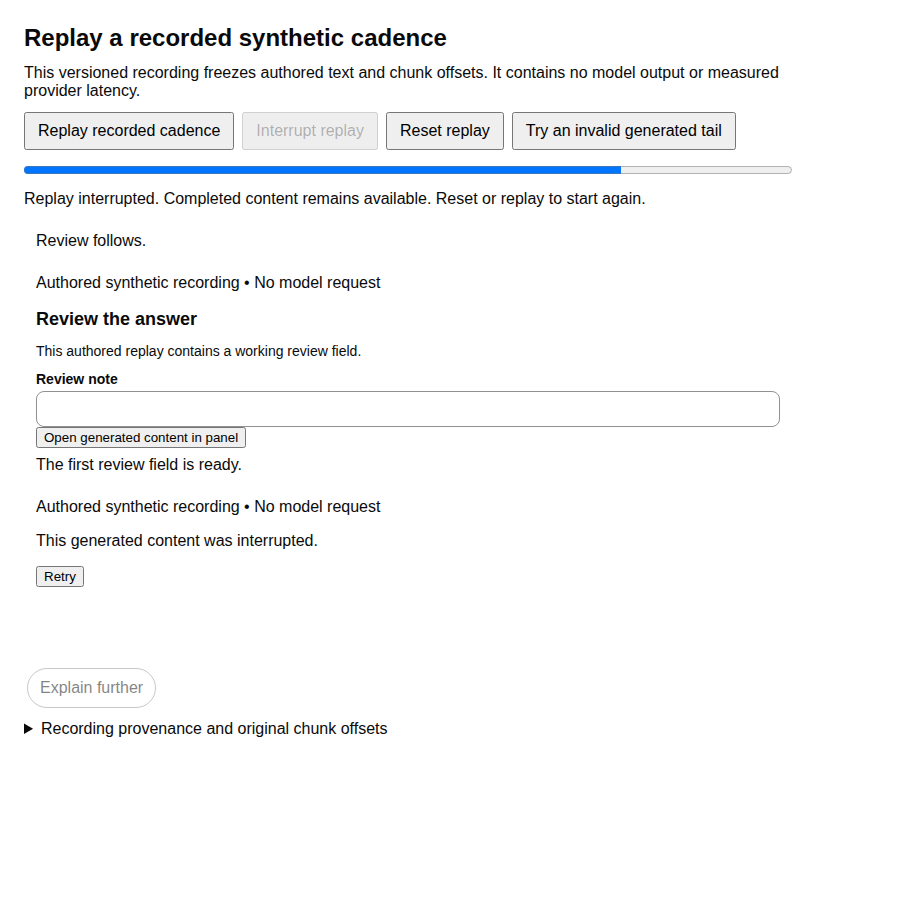 Replay a recorded synthetic cadence
This versioned recording freezes authored text and chunk offsets. It contains no model output or measured
provider latency.
Replay recorded cadence
Interrupt replay
Reset replay
Try an invalid generated tail
Replay interrupted. Completed content remains available. Reset or replay to start again.
Review follows.
Authored synthetic recording • No model request
Review the answer
This authored replay contains a working review field.
Review note
Open generated content in panel
The first review field is ready.
Authored synthetic recording • No model request
This generated content was interrupted.
Retry
Explain further
Recording provenance and original chunk offsets